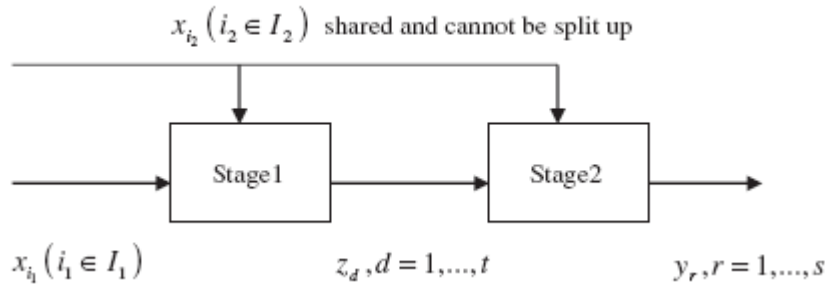 x_{i_2} (i_2 ∈ I_2) shared and cannot be split up
Stage1
Stage2
x_{i_1} (i_1 ∈ I_1)
z_d, d = 1,...,t
y_r, r = 1,...,s